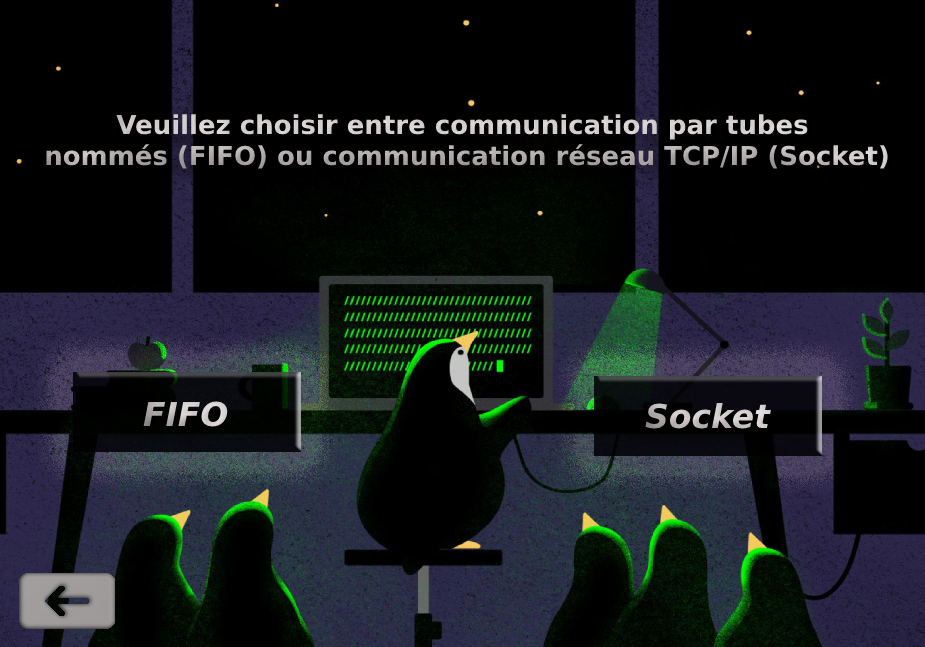 Veuillez choisir entre communication par tubes
nommés (FIFO) ou communication réseau TCP/IP (Socket)
FIFO
Socket